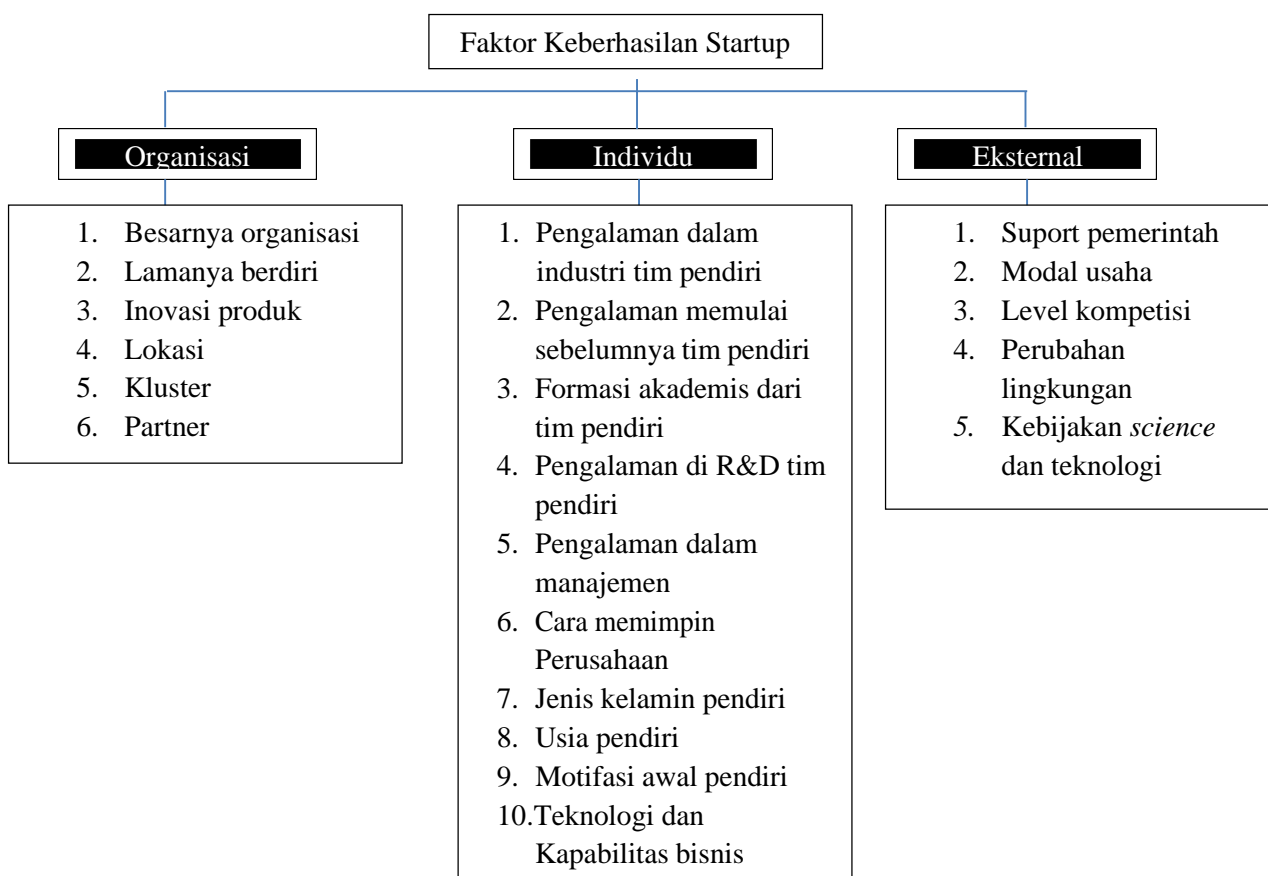 Faktor Keberhasilan Startup
Organisasi
1. Besarnya organisasi
2. Lamanya berdiri
3. Inovasi produk
4. Lokasi
5. Kluster
6. Partner
Individu
1. Pengalaman dalam
industri tim pendiri
2. Pengalaman memulai
sebelumnya tim pendiri
3. Formasi akademis dari
tim pendiri
4. Pengalaman di R&D tim
pendiri
5. Pengalaman dalam
manajemen
6. Cara memimpin
Perusahaan
7. Jenis kelamin pendiri
8. Usia pendiri
9. Motifasi awal pendiri
10.Teknologi dan
Kapabilitas bisnis
Eksternal
1. Suport pemerintah
2. Modal usaha
3. Level kompetisi
4. Perubahan
lingkungan
5. Kebijakan science
dan teknologi